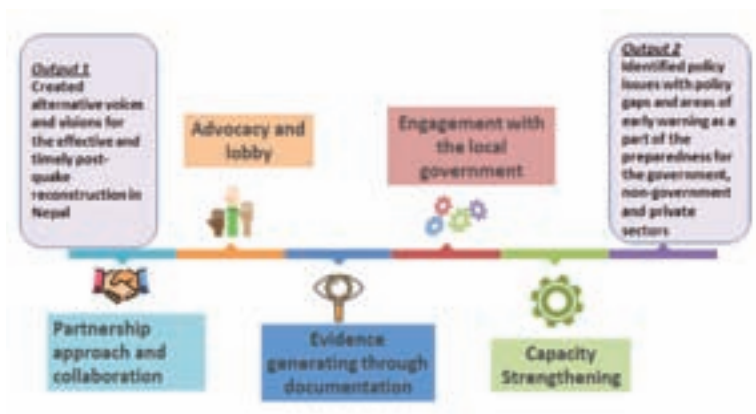 Output 1
Created
alternative voices
and visions for
the effective and
timely post-
quake
reconstruction in
Nepal
Advocacy and
lobby
Engagement with
the local
government
Output 2
Identified policy
issues with policy
gaps and areas of
early warning as a
part of the
preparedness for
the government,
non-government
and private
sectors
Partnership
approach and
collaboration
Evidence
generating through
documentation
Capacity
Strengthening